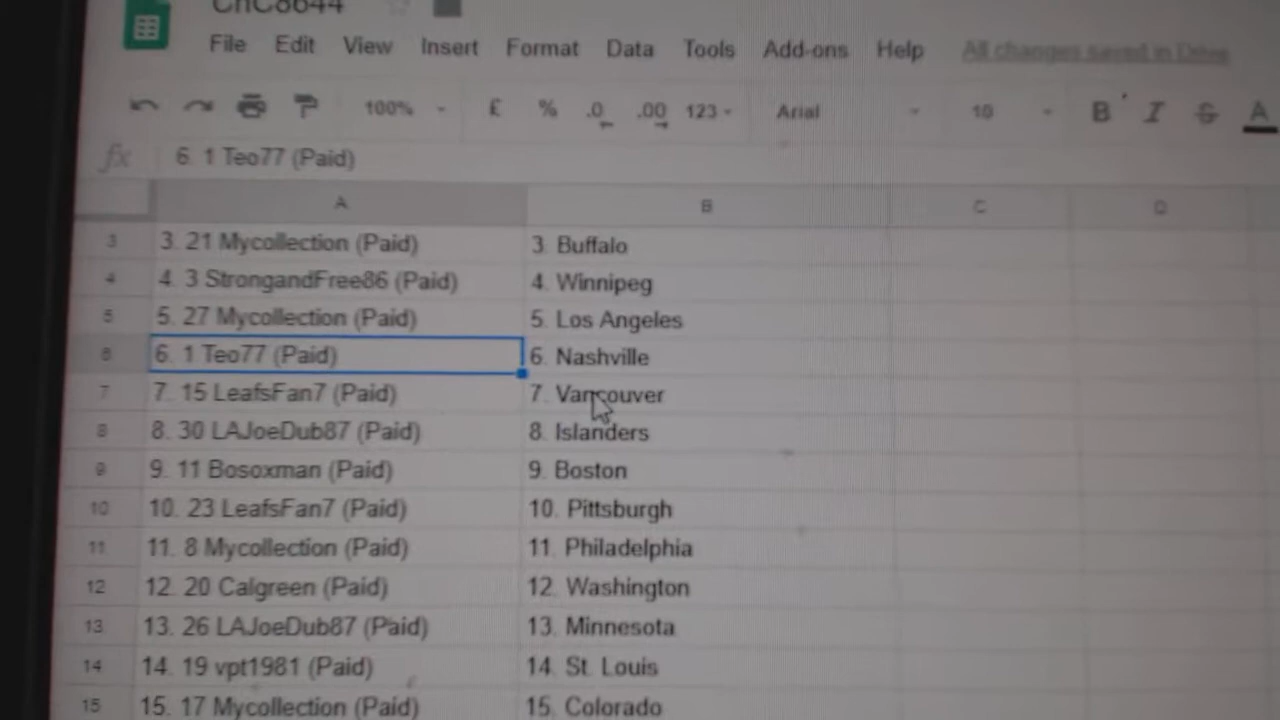 CnC8644
File Edit View Insert Format Data Tools Add-ons Help All changes saved in Drive
100% £ % .0 .00 123 Arial 10 B I S A
fx 6. 1 Teo77 (Paid)
A B C D
3 3. 21 Mycollection (Paid) 3. Buffalo
4 4. 3 StrongandFree86 (Paid) 4. Winnipeg
5 5. 27 Mycollection (Paid) 5. Los Angeles
6 6. 1 Teo77 (Paid) 6. Nashville
7 7. 15 LeafsFan7 (Paid) 7. Vancouver
8 8. 30 LAJoeDub87 (Paid) 8. Islanders
9 9. 11 Bosoxman (Paid) 9. Boston
10 10. 23 LeafsFan7 (Paid) 10. Pittsburgh
11 11. 8 Mycollection (Paid) 11. Philadelphia
12 12. 20 Calgreen (Paid) 12. Washington
13 13. 26 LAJoeDub87 (Paid) 13. Minnesota
14 14. 19 vpt1981 (Paid) 14. St. Louis
15 15. 17 Mycollection (Paid) 15. Colorado